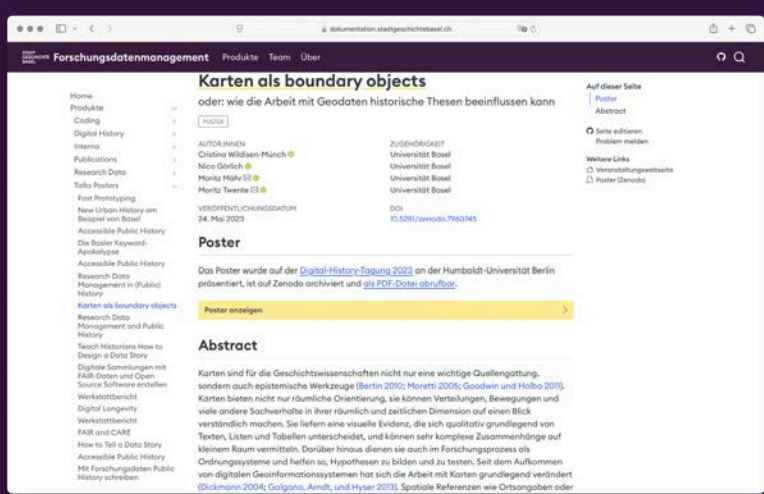 dokumentation.stadtgeschichtebasel.ch
STADT
GESCHICHTE
BASEL
Forschungsdatenmanagement Produkte Team Über
Home
Produkte
Coding
Digital History
Interna
Publications
Research Data
Talks Posters
Fast Prototyping
New Urban History am
Beispiel von Basel
Accessible Public History
Die Basler Keyword-
Apokalypse
Accessible Public History
Research Data
Management in (Public)
History
Karten als boundary objects
Research Data
Management and Public
History
Teach Historians How to
Design a Data Story
Digitale Sammlungen mit
FAIR-Daten und Open
Source Software erstellen
Werkstattbericht
Digital Longevity
Werkstattbericht
FAIR and CARE
How to Tell a Data Story
Accessible Public History
Mit Forschungsdaten Public
History schreiben
Karten als boundary objects
oder: wie die Arbeit mit Geodaten historische Thesen beeinflussen kann
POSTER
AUTOR:INNEN ZUGEHÖRIGKEIT
Cristina Wildisen-Münch Universität Basel
Nico Görlich Universität Basel
Moritz Mähr Universität Basel
Moritz Twente Universität Basel
VERÖFFENTLICHUNGSDATUM DOI
24. Mai 2023 10.5281/zenodo.7960745
Poster
Das Poster wurde auf der Digital-History-Tagung 2023 an der Humboldt-Universität Berlin
präsentiert, ist auf Zenodo archiviert und als PDF-Datei abrufbar.
Poster anzeigen
Abstract
Karten sind für die Geschichtswissenschaften nicht nur eine wichtige Quellengattung,
sondern auch epistemische Werkzeuge (Bertin 2010; Moretti 2005; Goodwin und Holbo 2011).
Karten bieten nicht nur räumliche Orientierung, sie können Verteilungen, Bewegungen und
viele andere Sachverhalte in ihrer räumlich und zeitlichen Dimension auf einen Blick
verständlich machen. Sie liefern eine visuelle Evidenz, die sich qualitativ grundlegend von
Texten, Listen und Tabellen unterscheidet, und können sehr komplexe Zusammenhänge auf
kleinem Raum vermitteln. Darüber hinaus dienen sie auch im Forschungsprozess als
Ordnungssysteme und helfen so, Hypothesen zu bilden und zu testen. Seit dem Aufkommen
von digitalen Geoinformationssystemen hat sich die Arbeit mit Karten grundlegend verändert
(Dickmann 2004; Galgano, Arndt, und Hyser 2013). Spatiale Referenzen wie Ortsangaben oder
Auf dieser Seite
Poster
Abstract
Seite editieren
Problem melden
Weitere Links
Veranstaltungswebseite
Poster (Zenodo)